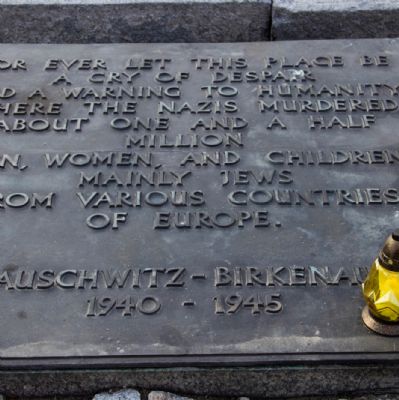 OR EVER LET THIS PLACE BE
A CRY OF DESPAIR
D A WARNING TO HUMANITY
HERE THE NAZIS MURDERED
ABOUT ONE AND A HALF
MILLION
EN, WOMEN, AND CHILDREN
MAINLY JEWS
ROM VARIOUS COUNTRIES
OF EUROPE.
AUSCHWITZ - BIRKENAU
1940 - 1945